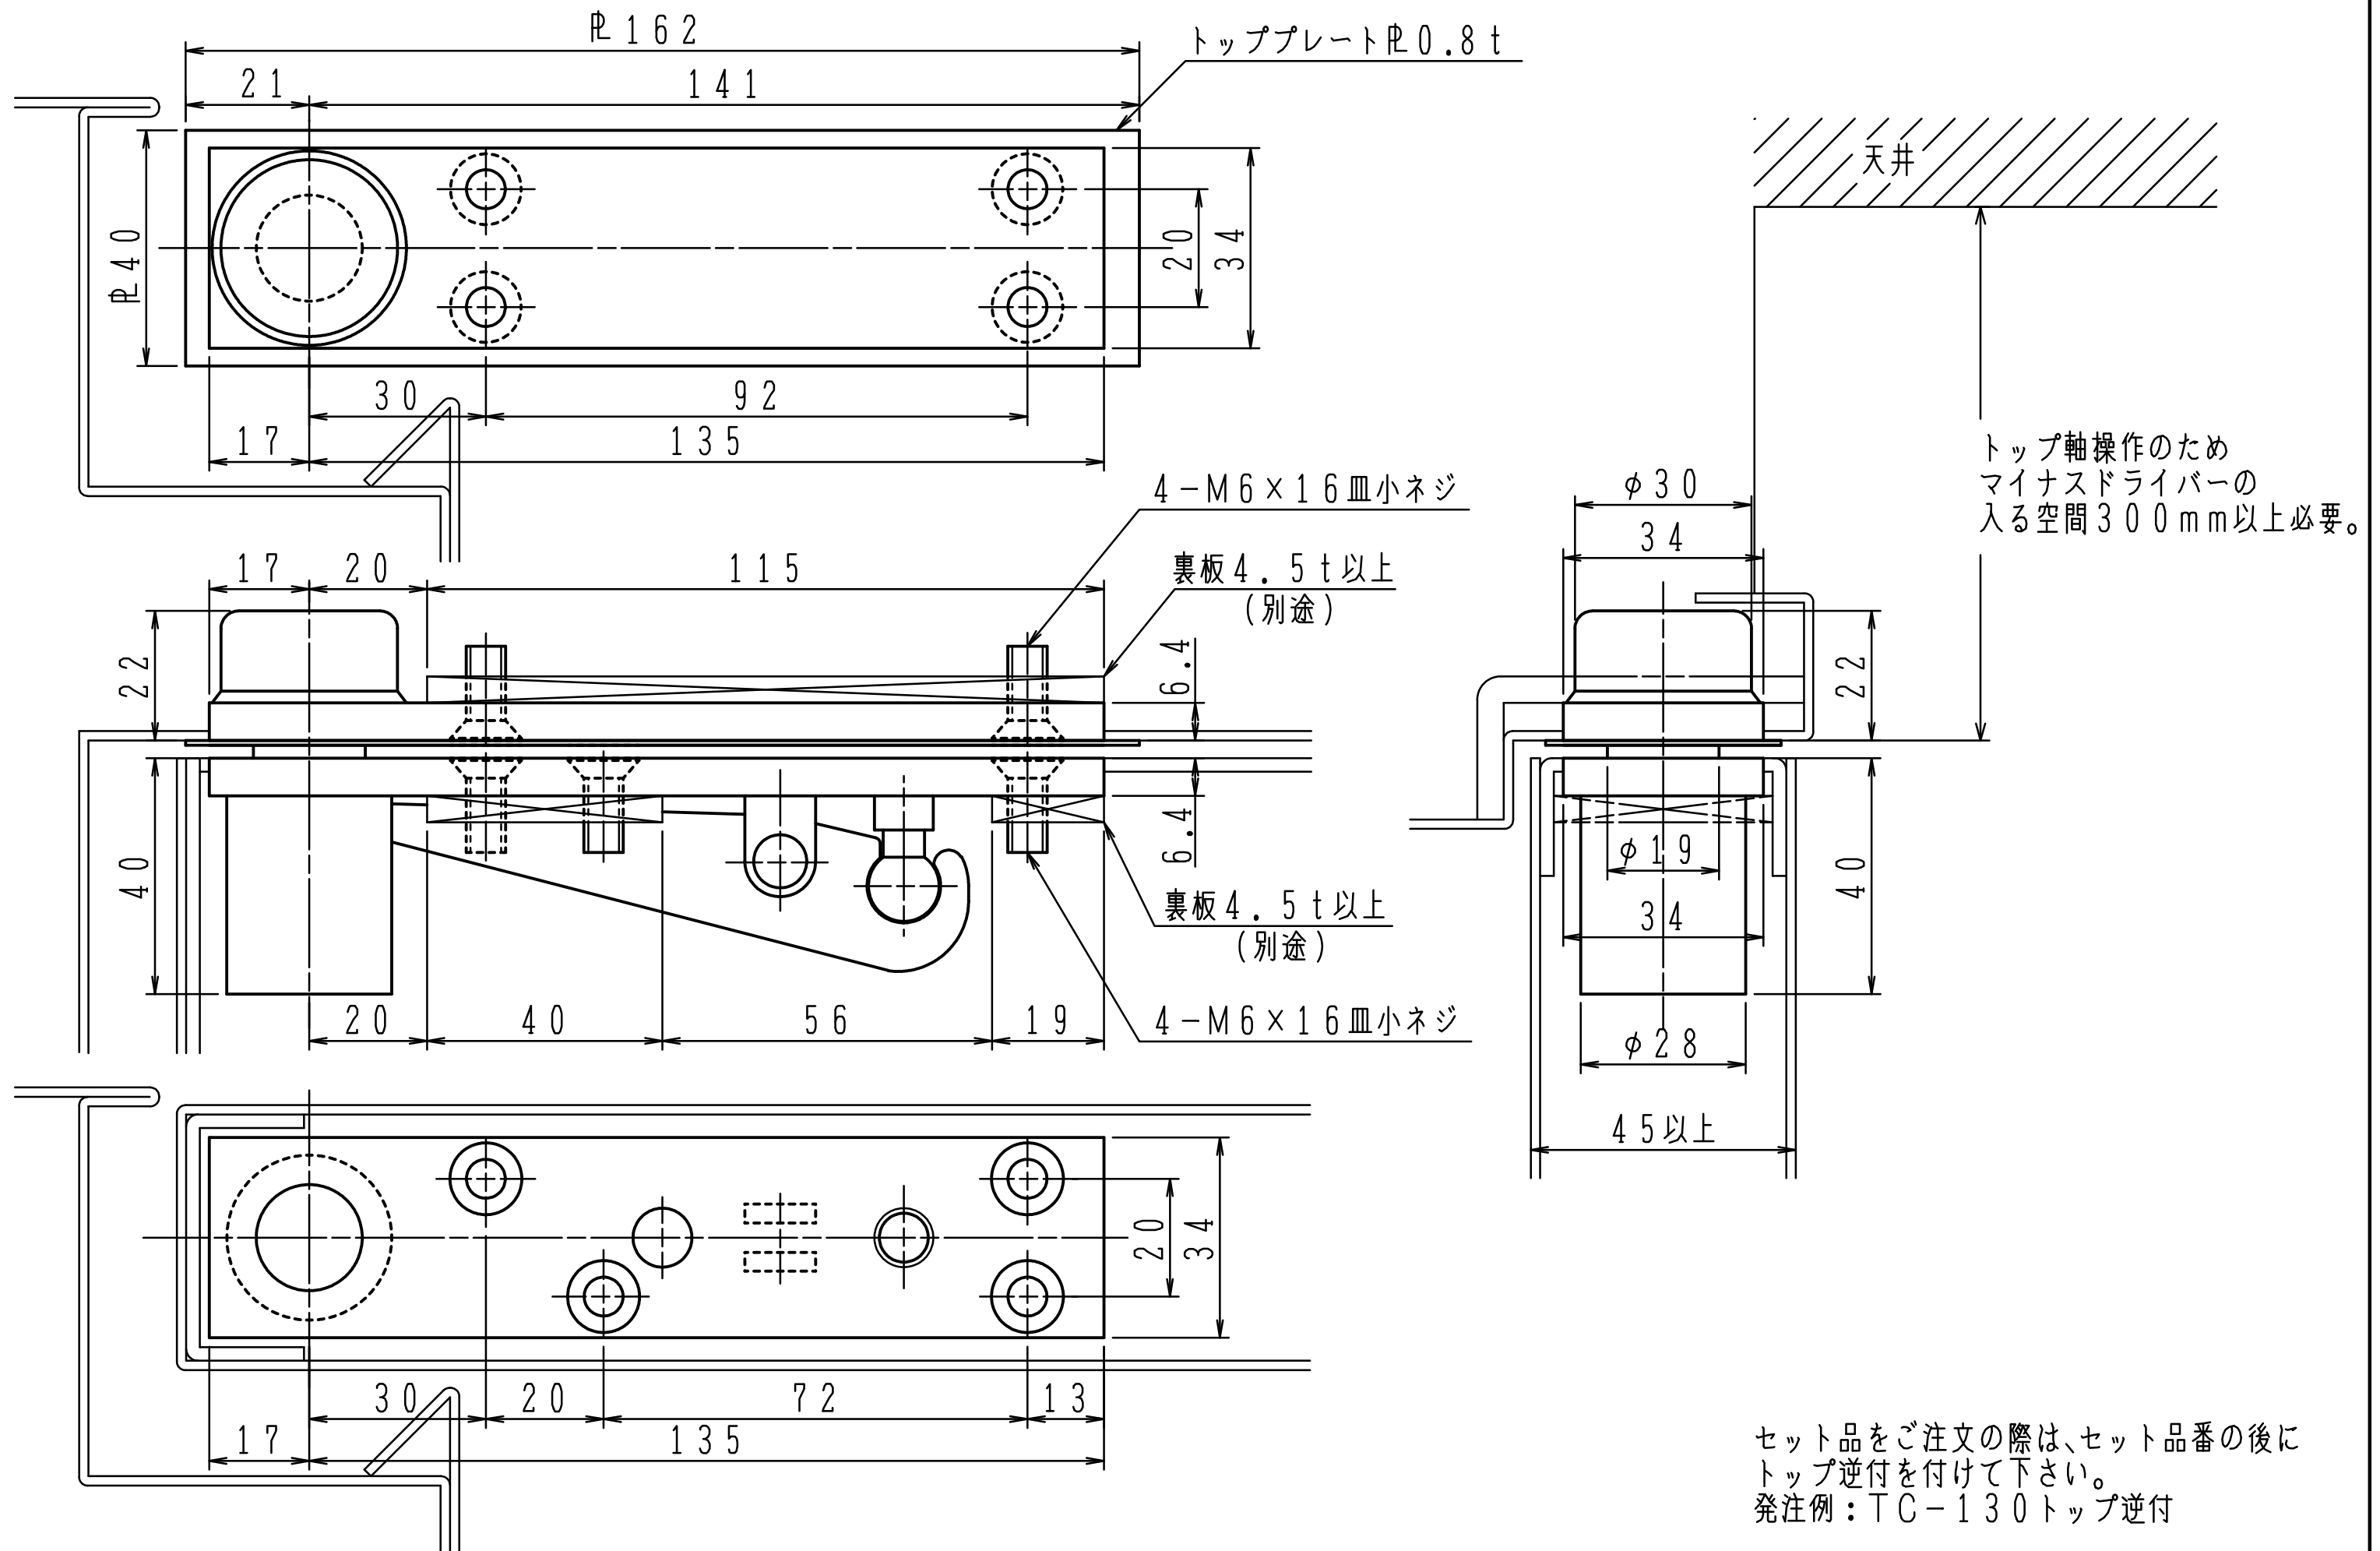 ℄162
トッププレート℄0.8t
21
141
天井
℄40
20
34
30
92
17
135
トップ軸操作のため
マイナスドライバーの
入る空間300mm以上必要。
4-M6×16皿小ネジ
φ30
34
17
20
115
裏板4.5t以上
(別途)
22
6.4
22
40
6.4
φ19
40
裏板4.5t以上
(別途)
34
20
40
56
19
4-M6×16皿小ネジ
φ28
45以上
20
34
30
20
72
13
17
135
セット品をご注文の際は、セット品番の後に
トップ逆付を付けて下さい。
発注例:TC-130トップ逆付